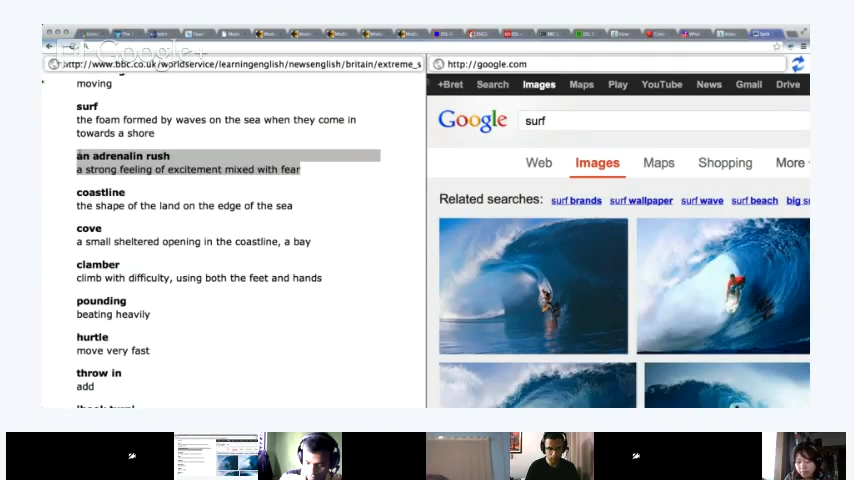 Google+
http://www.bbc.co.uk/worldservice/learningenglish/newsenglish/britain/extreme_s
http://google.com
moving
surf
the foam formed by waves on the sea when they come in
towards a shore
an adrenalin rush
a strong feeling of excitement mixed with fear
coastline
the shape of the land on the edge of the sea
cove
a small sheltered opening in the coastline, a bay
clamber
climb with difficulty, using both the feet and hands
pounding
beating heavily
hurtle
move very fast
throw in
add
+Bret Search Images Maps Play YouTube News Gmail Drive
Google surf
Web Images Maps Shopping More
Related searches: surf brands surf wallpaper surf wave surf beach big s